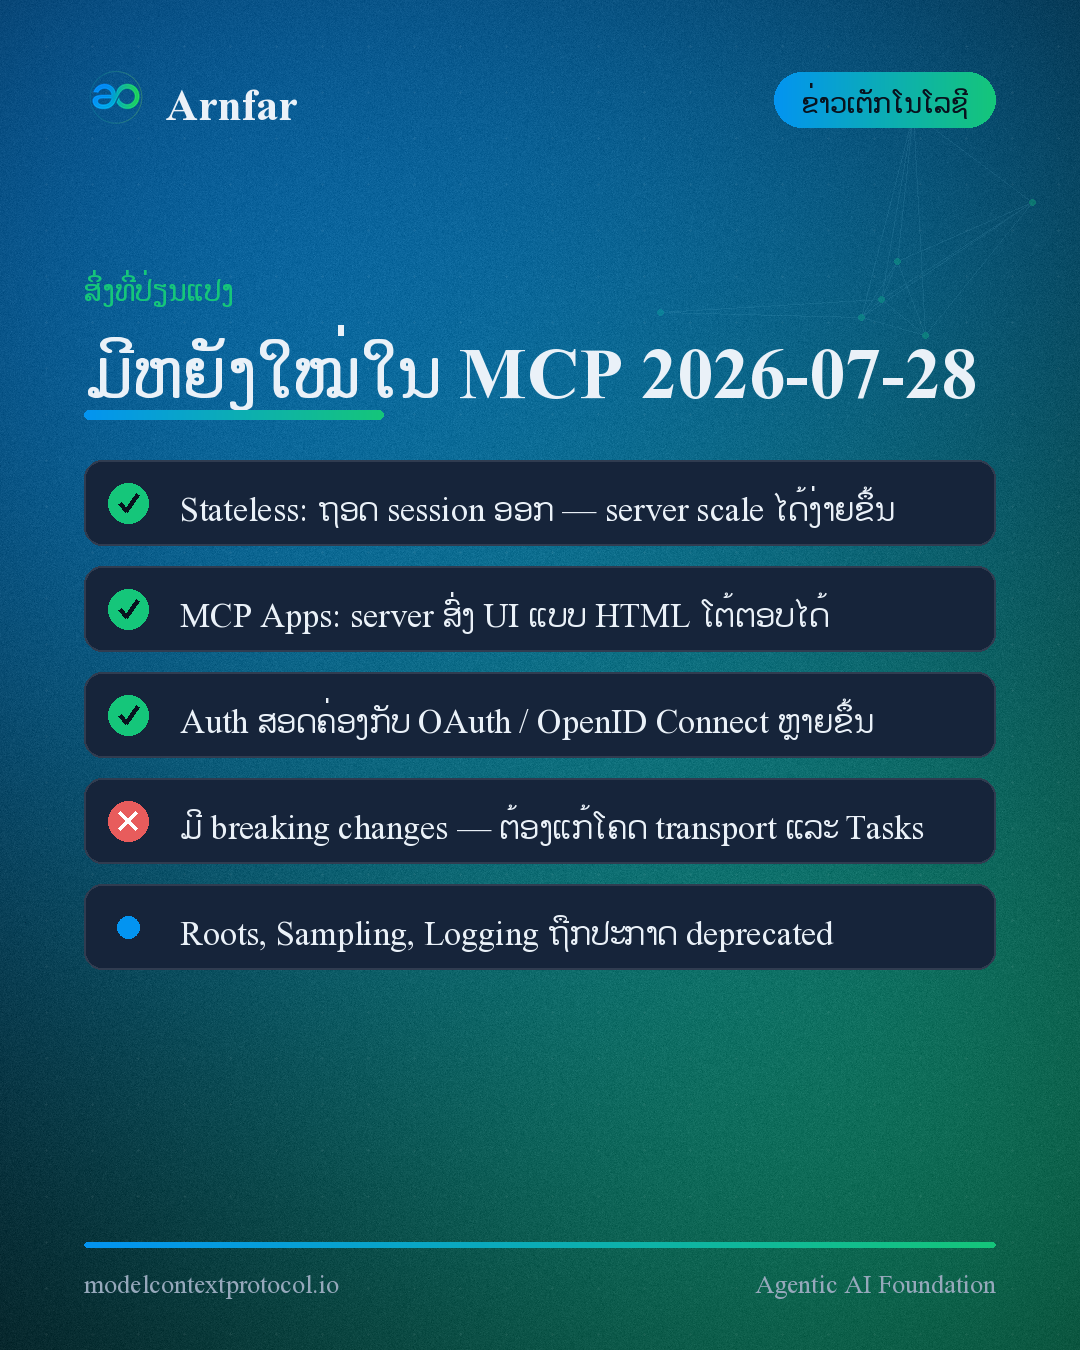 Arnfar
ຂ່າວເຕັກໂນໂລຊີ
ສິ່ງທີ່ປ່ຽນແປງ
ມີຫຍັງໃໝ່ໃນ MCP 2026-07-28
Stateless: ຖອດ session ອອກ — server scale ໄດ້ງ່າຍຂຶ້ນ
MCP Apps: server ສົ່ງ UI ແບບ HTML ໂຕ້ຕອບໄດ້
Auth ສອດຄ່ອງກັບ OAuth / OpenID Connect ຫຼາຍຂຶ້ນ
ມີ breaking changes — ຕ້ອງແກ້ໂຄດ transport ແລະ Tasks
Roots, Sampling, Logging ຖືກປະກາດ deprecated
modelcontextprotocol.io
Agentic AI Foundation